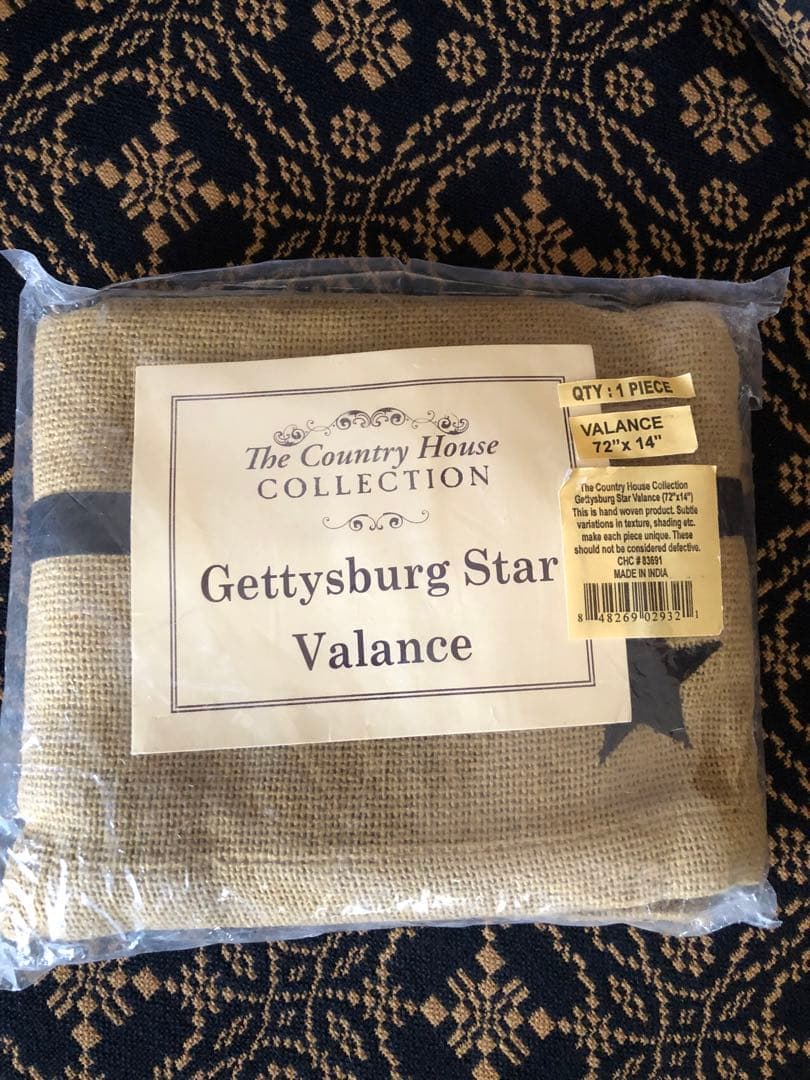 The Country House
COLLECTION
Gettysburg Star
Valance
QTY : 1 PIECE
VALANCE
72"x 14"
The Country House Collection
Gettysburg Star Valance (72"x14")
This is hand woven product. Subtle
variations in texture, shading etc.
make each piece unique. These
should not be considered defective.
CHC # 83691
MADE IN INDIA
8 48269 02932 1